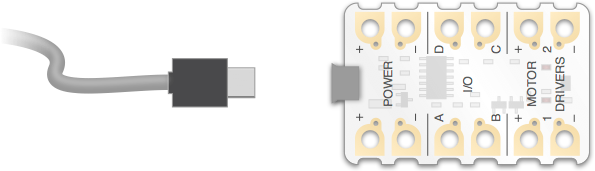 + − D C + 2 −
POWER I/O MOTOR DRIVERS
+ − A B + 1 −